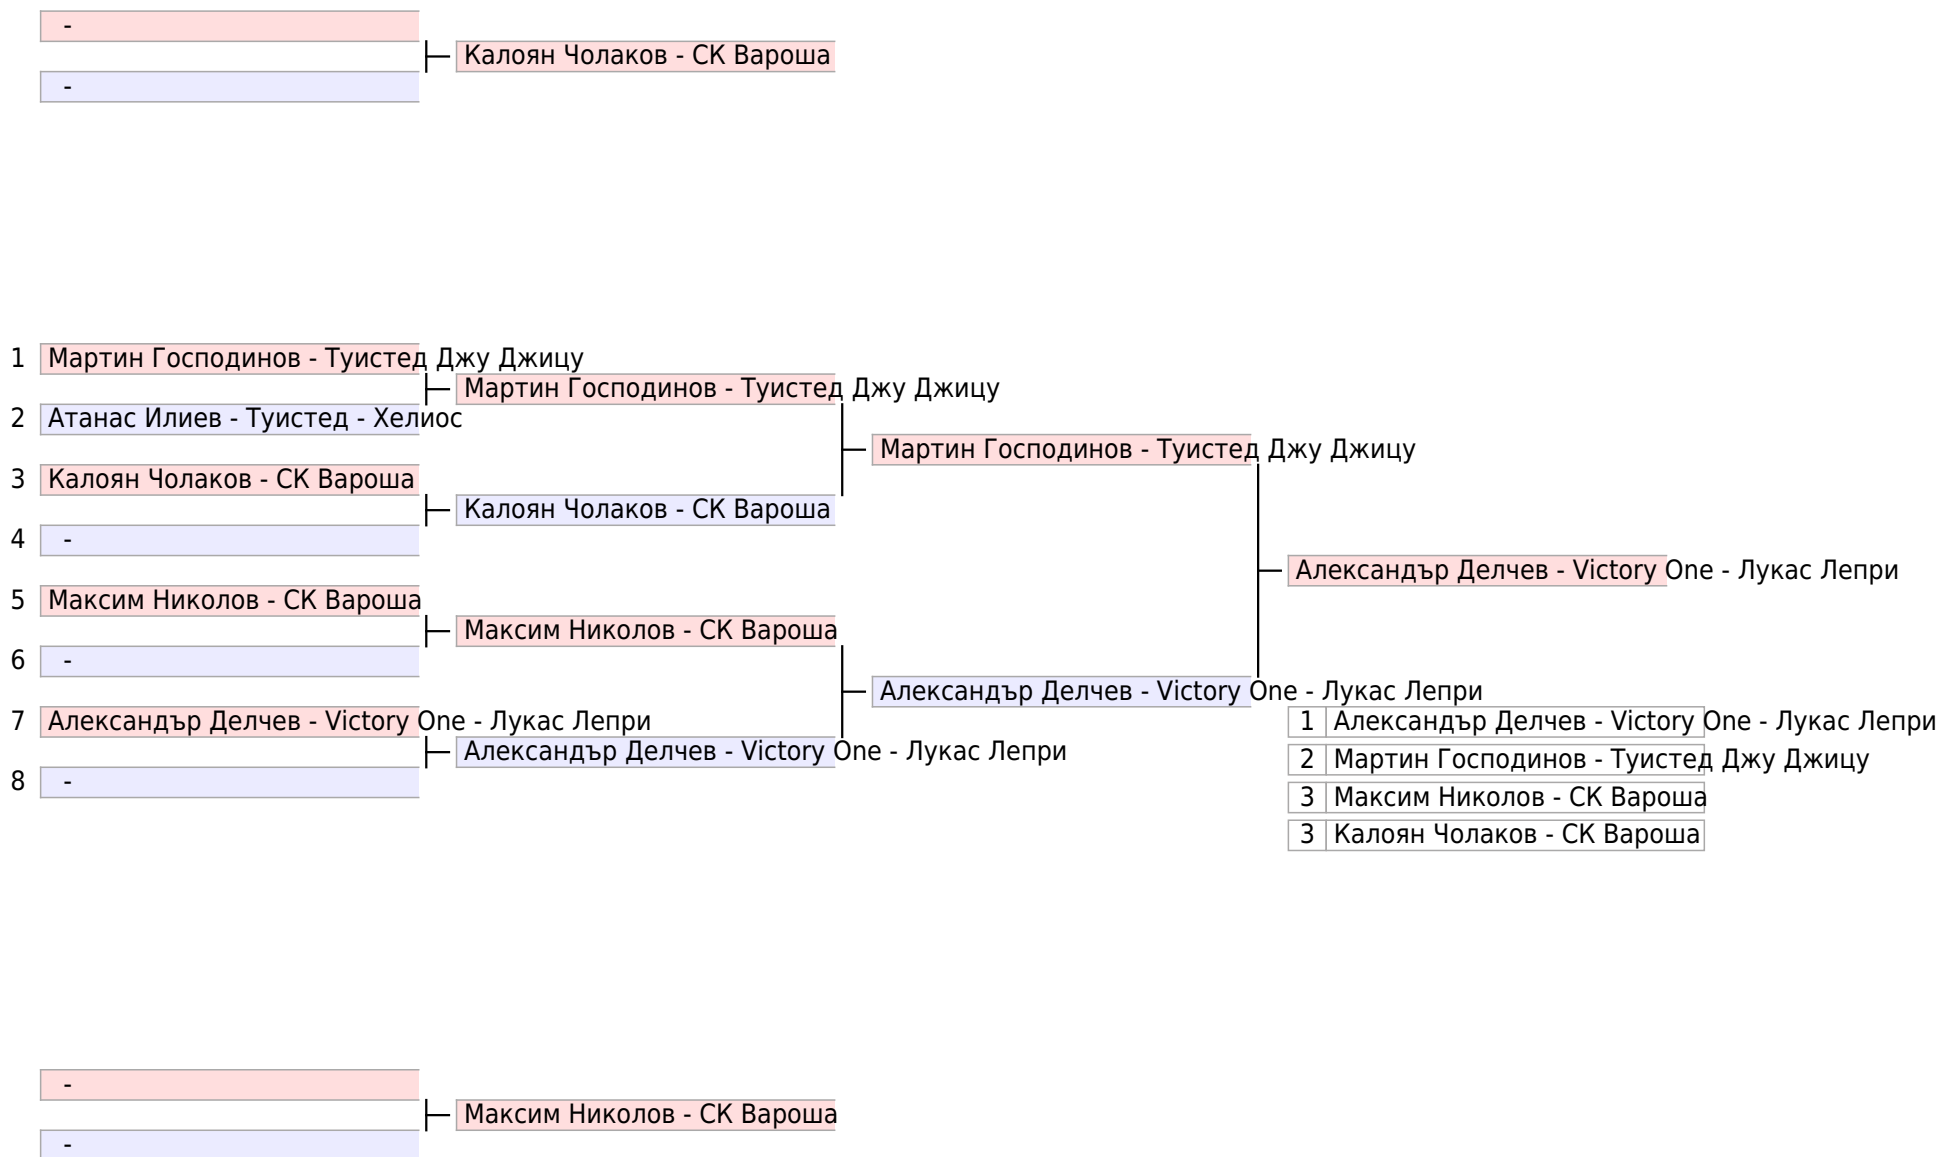 -
Калоян Чолаков - СК Вароша
-
1 Мартин Господинов - Туистед Джу Джицу
Мартин Господинов - Туистед Джу Джицу
2 Атанас Илиев - Туистед - Хелиос
Мартин Господинов - Туистед Джу Джицу
3 Калоян Чолаков - СК Вароша
Калоян Чолаков - СК Вароша
4 -
Александър Делчев - Victory One - Лукас Лепри
5 Максим Николов - СК Вароша
Максим Николов - СК Вароша
6 -
Александър Делчев - Victory One - Лукас Лепри
7 Александър Делчев - Victory One - Лукас Лепри
Александър Делчев - Victory One - Лукас Лепри
8 -
1 Александър Делчев - Victory One - Лукас Лепри
2 Мартин Господинов - Туистед Джу Джицу
3 Максим Николов - СК Вароша
3 Калоян Чолаков - СК Вароша
-
Максим Николов - СК Вароша
-